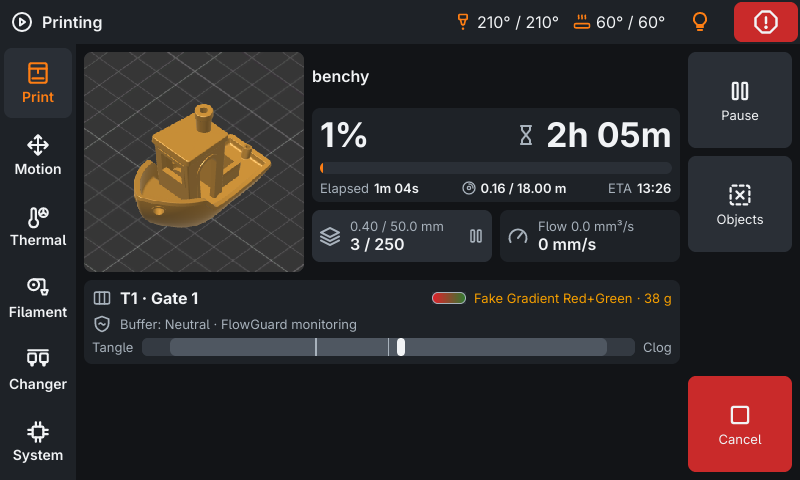 Printing
210° / 210°
60° / 60°
Print
Motion
Thermal
Filament
Changer
System
benchy
1%
2h 05m
Elapsed 1m 04s
0.16 / 18.00 m
ETA 13:26
0.40 / 50.0 mm
3 / 250
Flow 0.0 mm³/s
0 mm/s
T1 · Gate 1
Fake Gradient Red+Green · 38 g
Buffer: Neutral · FlowGuard monitoring
Tangle
Clog
Pause
Objects
Cancel